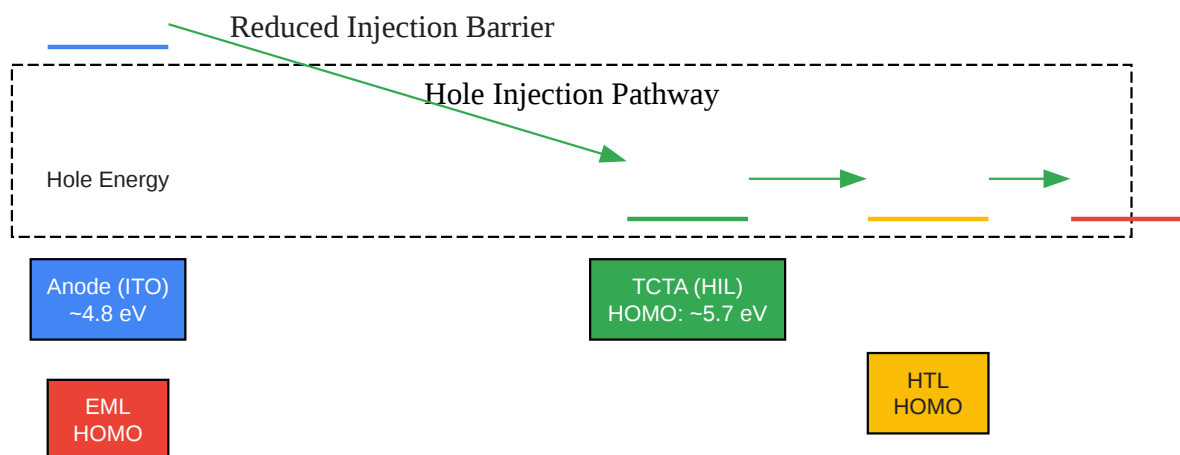 Reduced Injection Barrier
Hole Injection Pathway
Hole Energy
Anode (ITO)
~4.8 eV
TCTA (HIL)
HOMO: ~5.7 eV
HTL
HOMO
EML
HOMO